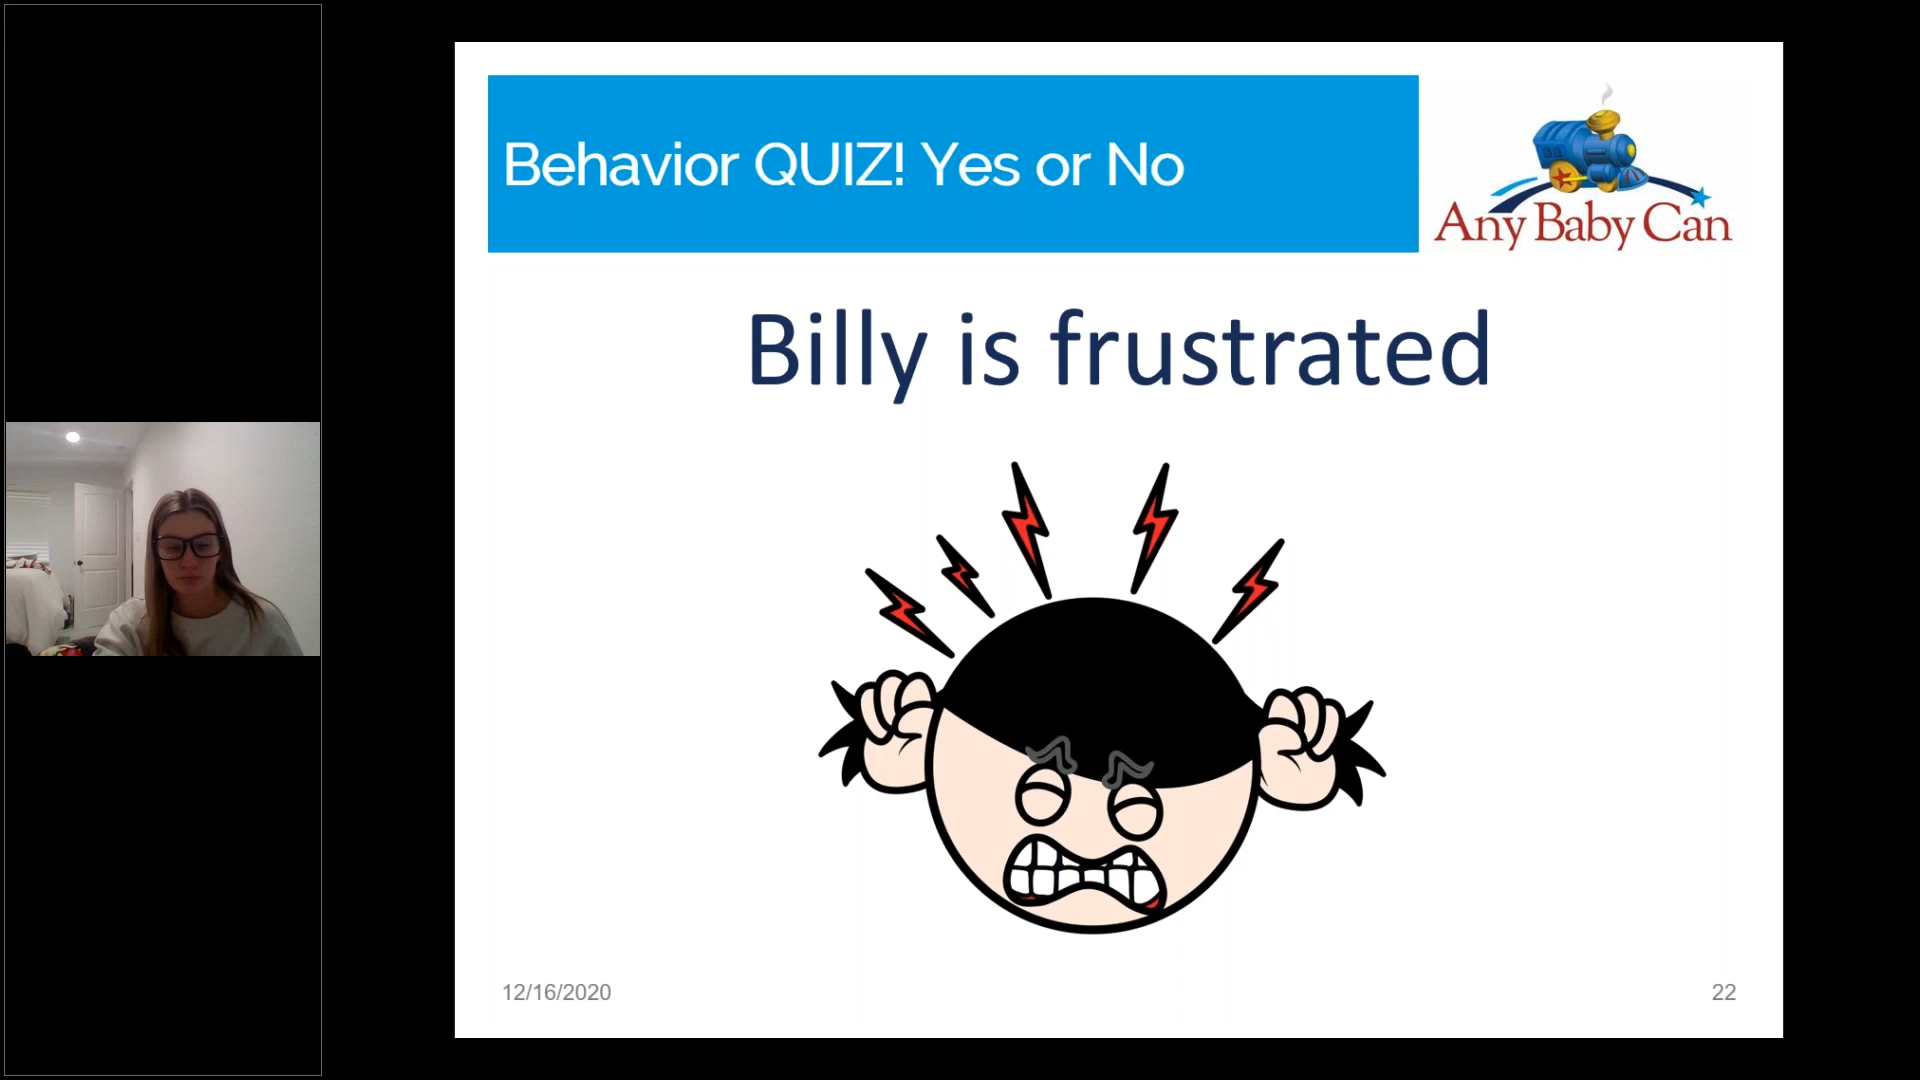 Behavior QUIZ! Yes or No
Any Baby Can
Billy is frustrated
12/16/2020
22